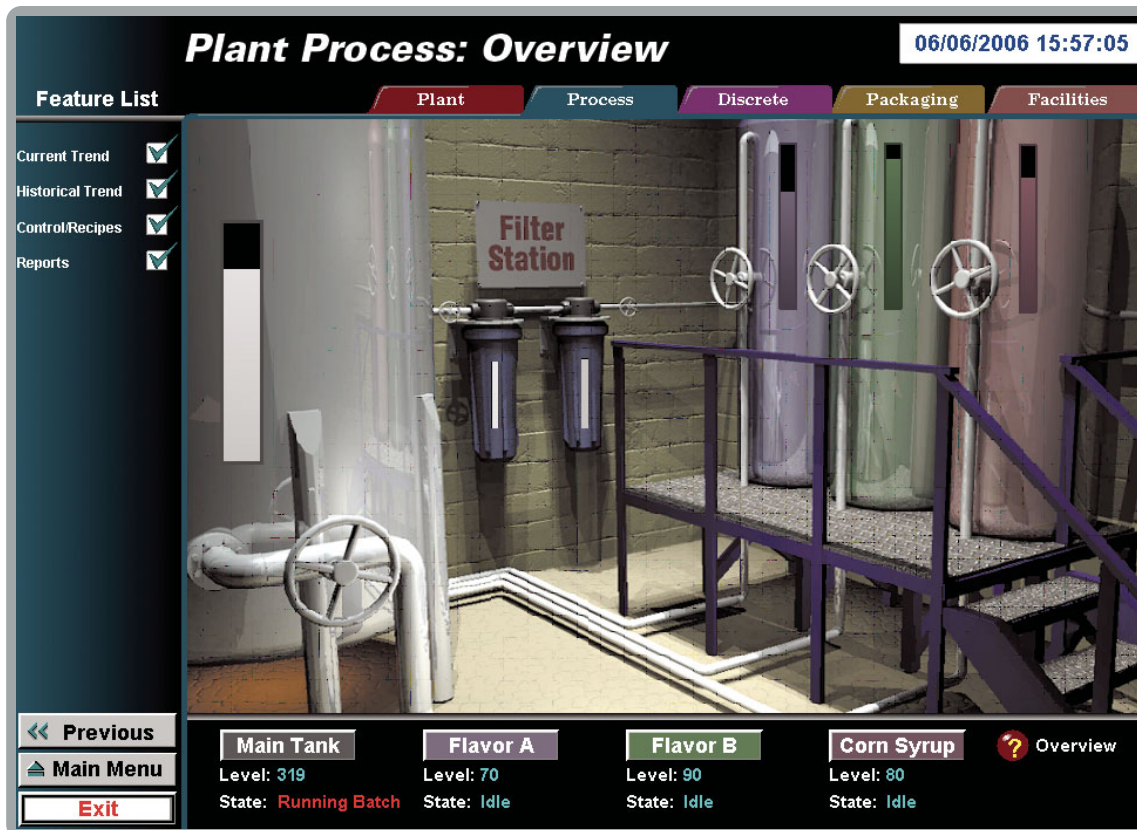 Plant Process: Overview
06/06/2006 15:57:05
Feature List
Plant
Process
Discrete
Packaging
Facilities
Current Trend
Historical Trend
Control/Recipes
Reports
Filter
Station
Previous
Main Menu
Exit
Main Tank
Level: 319
State: Running Batch
Flavor A
Level: 70
State: Idle
Flavor B
Level: 90
State: Idle
Corn Syrup
Level: 80
State: Idle
? Overview